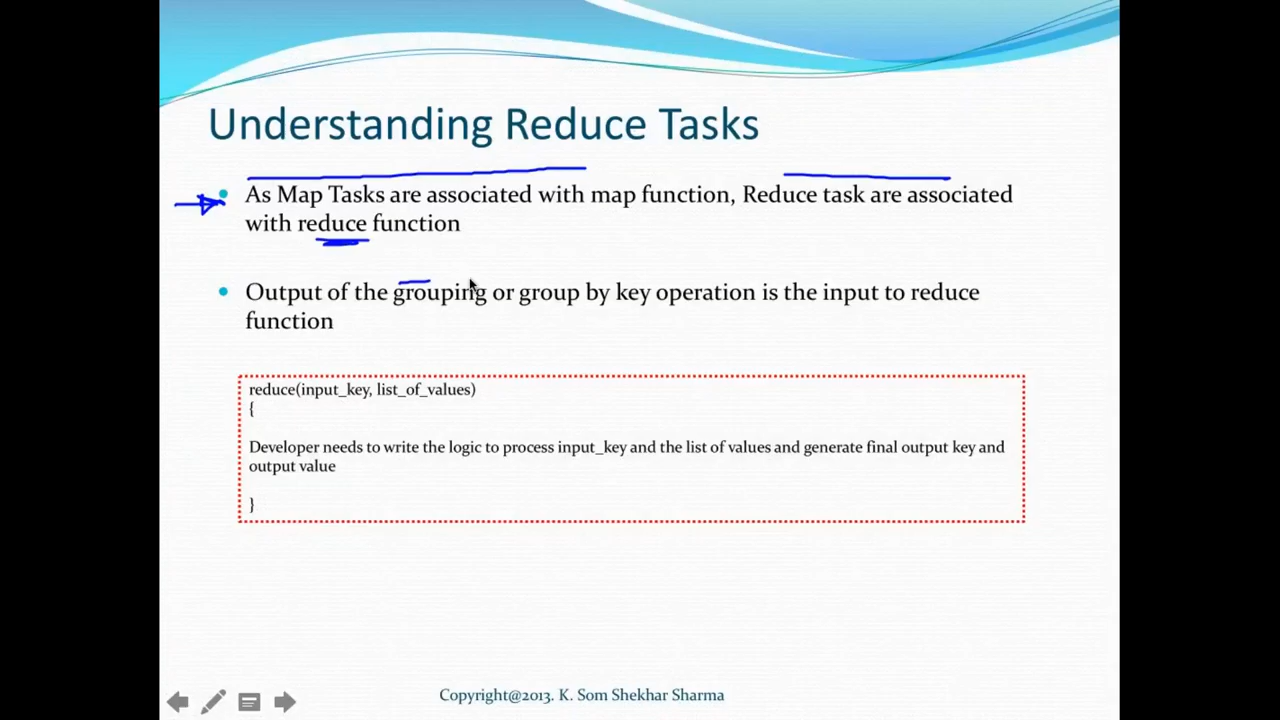 Understanding Reduce Tasks
As Map Tasks are associated with map function, Reduce task are associated
with reduce function
Output of the grouping or group by key operation is the input to reduce
function
reduce(input_key, list_of_values)
{
Developer needs to write the logic to process input_key and the list of values and generate final output key and
output value
}
Copyright@2013. K. Som Shekhar Sharma